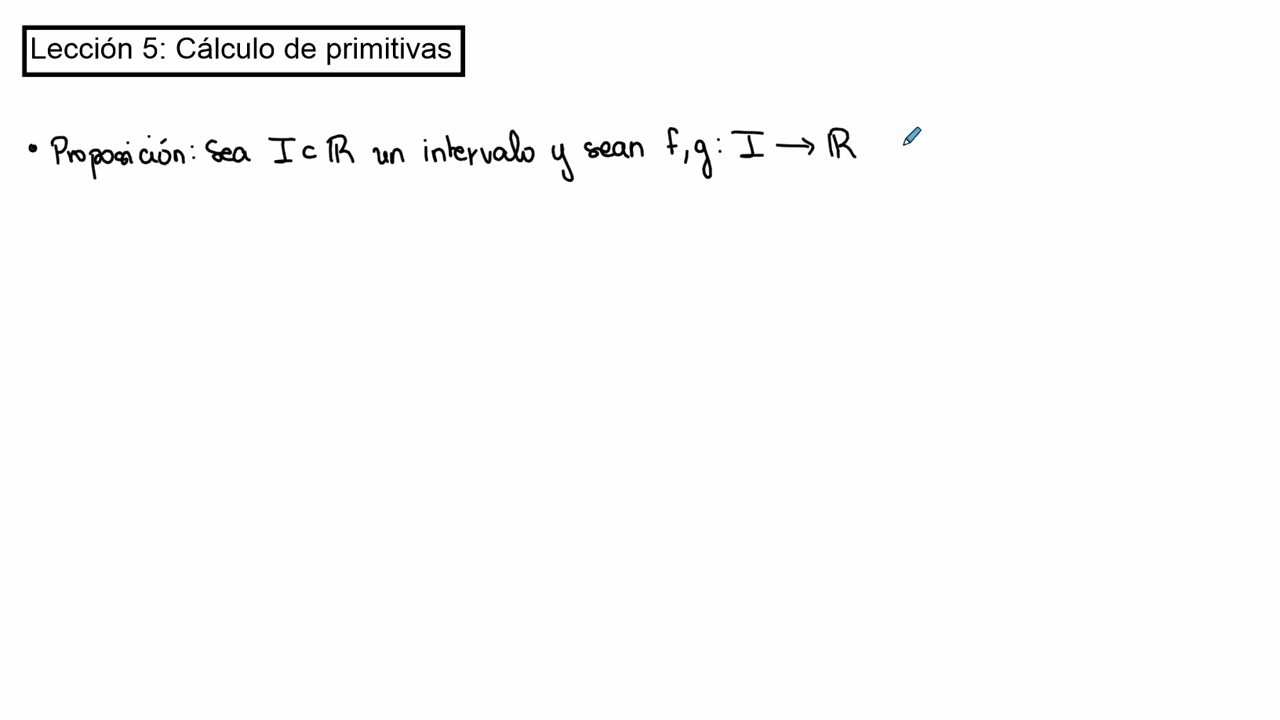 Lección 5: Cálculo de primitivas
• Proposición: Sea I ⊂ ℝ un intervalo y sean f,g: I ⟶ ℝ